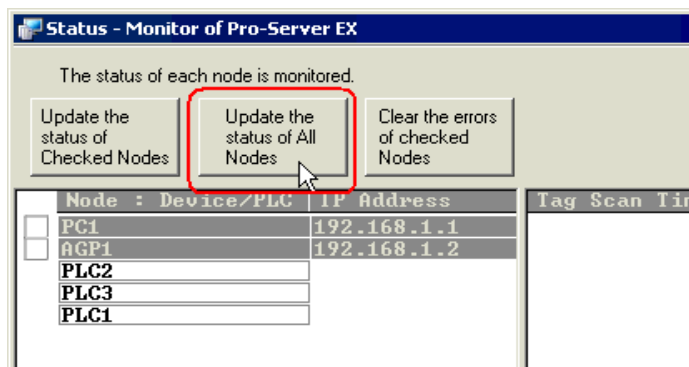 Status - Monitor of Pro-Server EX
The status of each node is monitored.
Update the
status of
Checked Nodes
Update the
status of All
Nodes
Clear the errors
of checked
Nodes
Node : Device/PLC IP Address Tag Scan
PC1 192.168.1.1
AGP1 192.168.1.2
PLC2
PLC3
PLC1